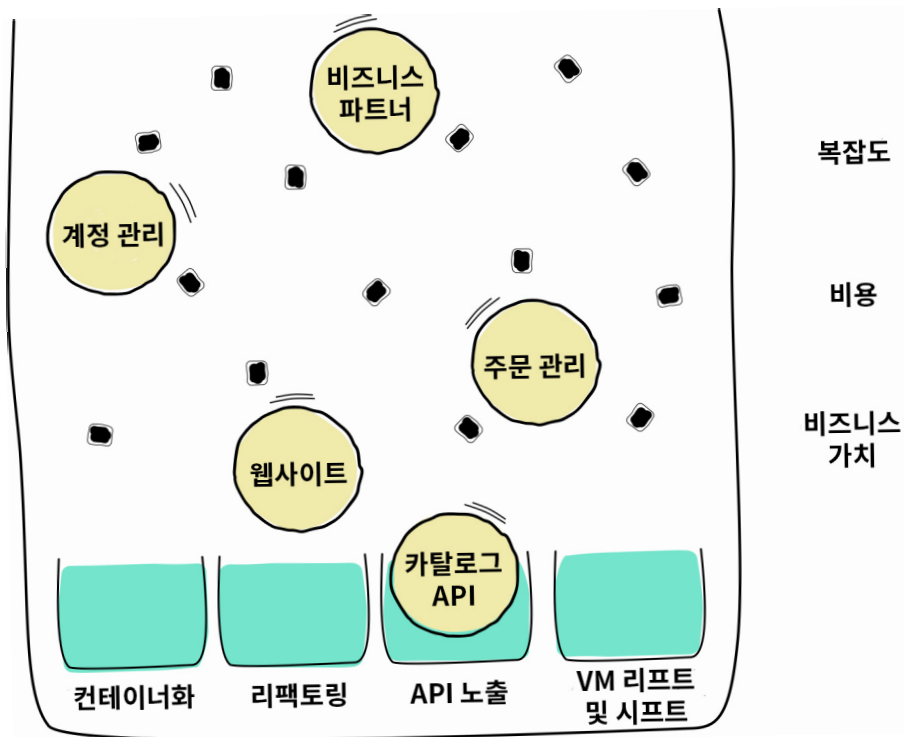 비즈니스
파트너
복잡도
계정 관리
비용
주문 관리
비즈니스
가치
웹사이트
카탈로그
API
컨테이너화
리팩토링
API 노출
VM 리프트
및 시프트